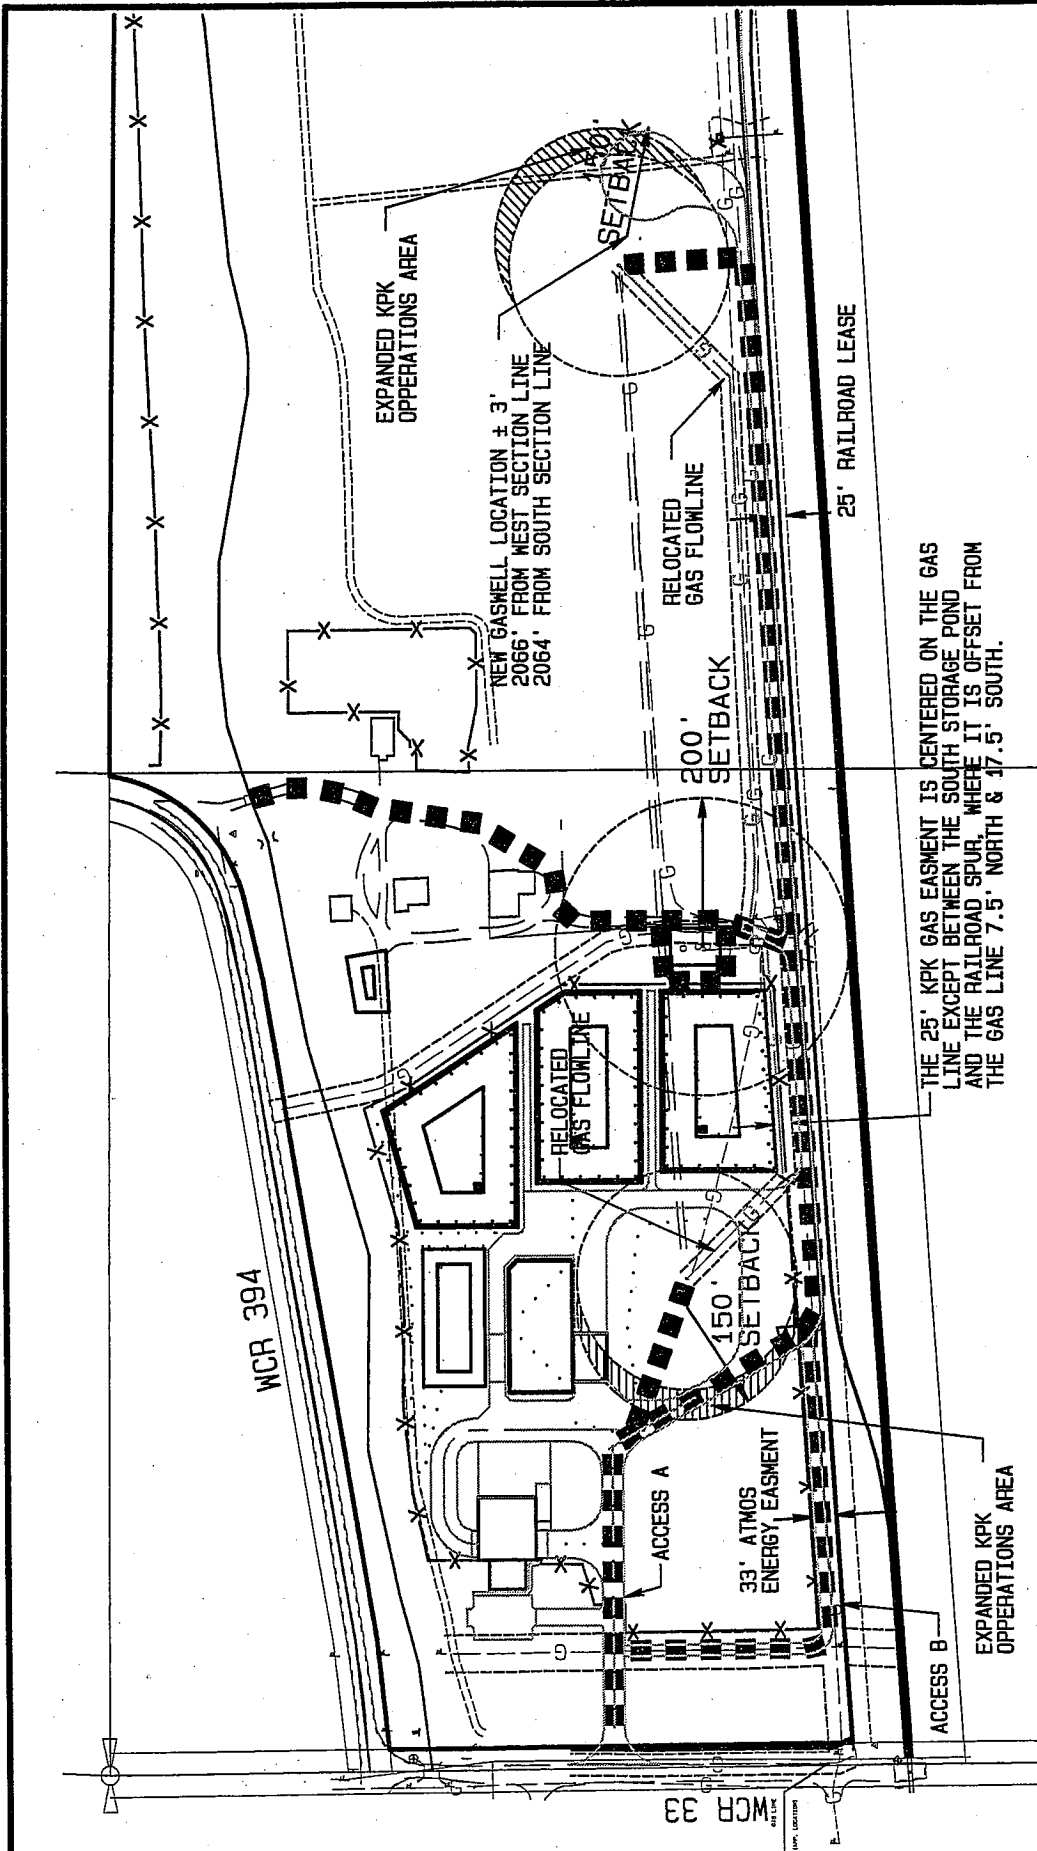 EXPANDED KPK
OPPERATIONS AREA
150'
SETBACK
NEW GASWELL LOCATION ± 3'
2066' FROM WEST SECTION LINE
2064' FROM SOUTH SECTION LINE
RELOCATED
GAS FLOWLINE
25' RAILROAD LEASE
200'
SETBACK
THE 25' KPK GAS EASMENT IS CENTERED ON THE GAS
LINE EXCEPT BETWEEN THE SOUTH STORAGE POND
AND THE RAILROAD SPUR, WHERE IT IS OFFSET FROM
THE GAS LINE 7.5' NORTH & 17.5' SOUTH.
RELOCATED
GAS FLOWLINE
WCR 394
150'
SETBACK
ACCESS A
33' ATMOS
ENERGY EASMENT
EXPANDED KPK
OPPERATIONS AREA
ACCESS B
WCR 33